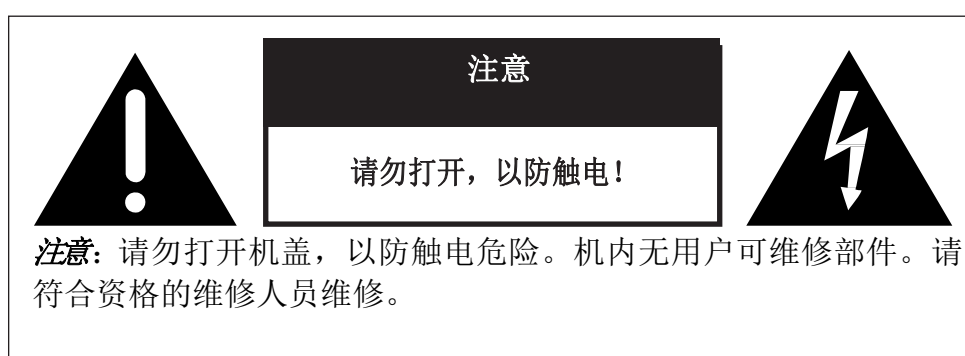 注意
请勿打开，以防触电！
注意：请勿打开机盖，以防触电危险。机内无用户可维修部件。请
符合资格的维修人员维修。